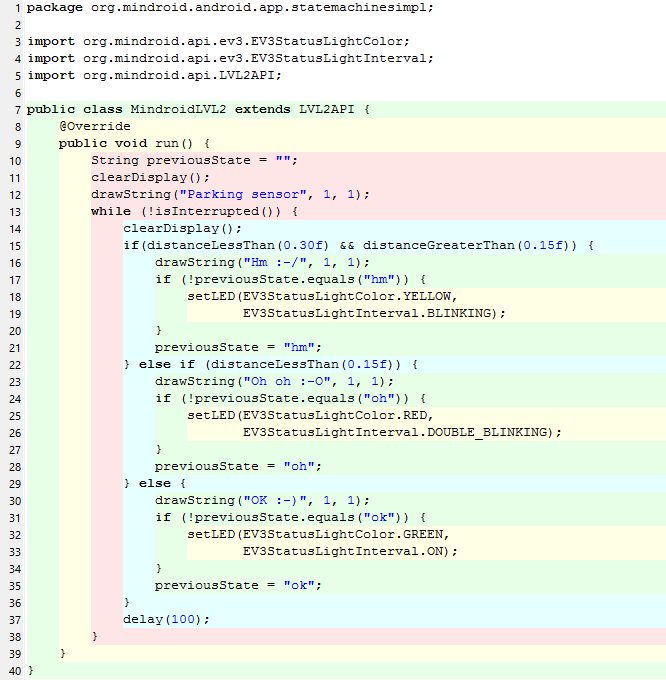 1 package org.mindroid.android.app.statemachinesimpl;
2
3 import org.mindroid.api.ev3.EV3StatusLightColor;
4 import org.mindroid.api.ev3.EV3StatusLightInterval;
5 import org.mindroid.api.LVL2API;
6
7 public class MindroidLVL2 extends LVL2API {
8     @Override
9     public void run() {
10         String previousState = "";
11         clearDisplay();
12         drawString("Parking sensor", 1, 1);
13         while (!isInterrupted()) {
14             clearDisplay();
15             if(distanceLessThan(0.30f) && distanceGreaterThan(0.15f)) {
16                 drawString("Hm :-/", 1, 1);
17                 if (!previousState.equals("hm")) {
18                     setLED(EV3StatusLightColor.YELLOW,
19                            EV3StatusLightInterval.BLINKING);
20                 }
21                 previousState = "hm";
22             } else if (distanceLessThan(0.15f)) {
23                 drawString("Oh oh :-O", 1, 1);
24                 if (!previousState.equals("oh")) {
25                     setLED(EV3StatusLightColor.RED,
26                            EV3StatusLightInterval.DOUBLE_BLINKING);
27                 }
28                 previousState = "oh";
29             } else {
30                 drawString("OK :-)", 1, 1);
31                 if (!previousState.equals("ok")) {
32                     setLED(EV3StatusLightColor.GREEN,
33                            EV3StatusLightInterval.ON);
34                 }
35                 previousState = "ok";
36             }
37             delay(100);
38         }
39     }
40 }